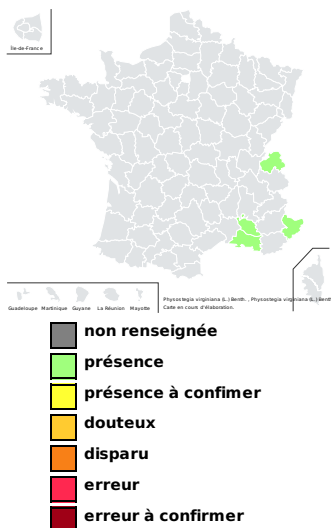 Île-de-France
Guadeloupe Martinique Guyane La Réunion Mayotte
Physostegia virginiana (L.) Benth. , Physostegia virginiana (L.) Benth
Carte en cours d'élaboration.
non renseignée
présence
présence à confimer
douteux
disparu
erreur
erreur à confirmer